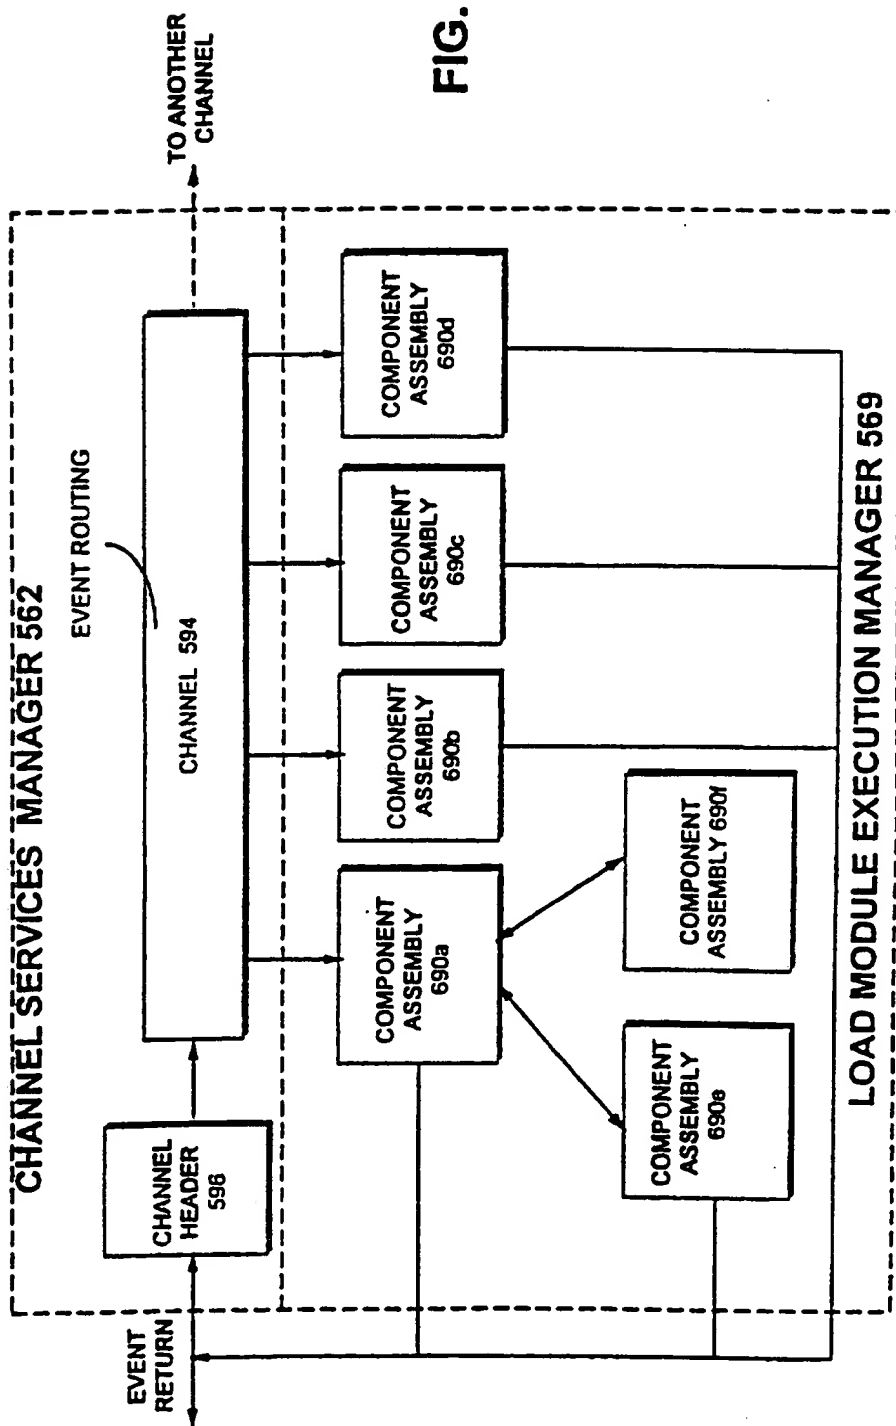 CHANNEL SERVICES MANAGER 562
EVENT ROUTING
TO ANOTHER
CHANNEL
FIG.
EVENT
RETURN
CHANNEL
HEADER
596
CHANNEL 594
COMPONENT
ASSEMBLY
690a
COMPONENT
ASSEMBLY
690b
COMPONENT
ASSEMBLY
690c
COMPONENT
ASSEMBLY
690d
COMPONENT
ASSEMBLY
690e
COMPONENT
ASSEMBLY 690f
LOAD MODULE EXECUTION MANAGER 569